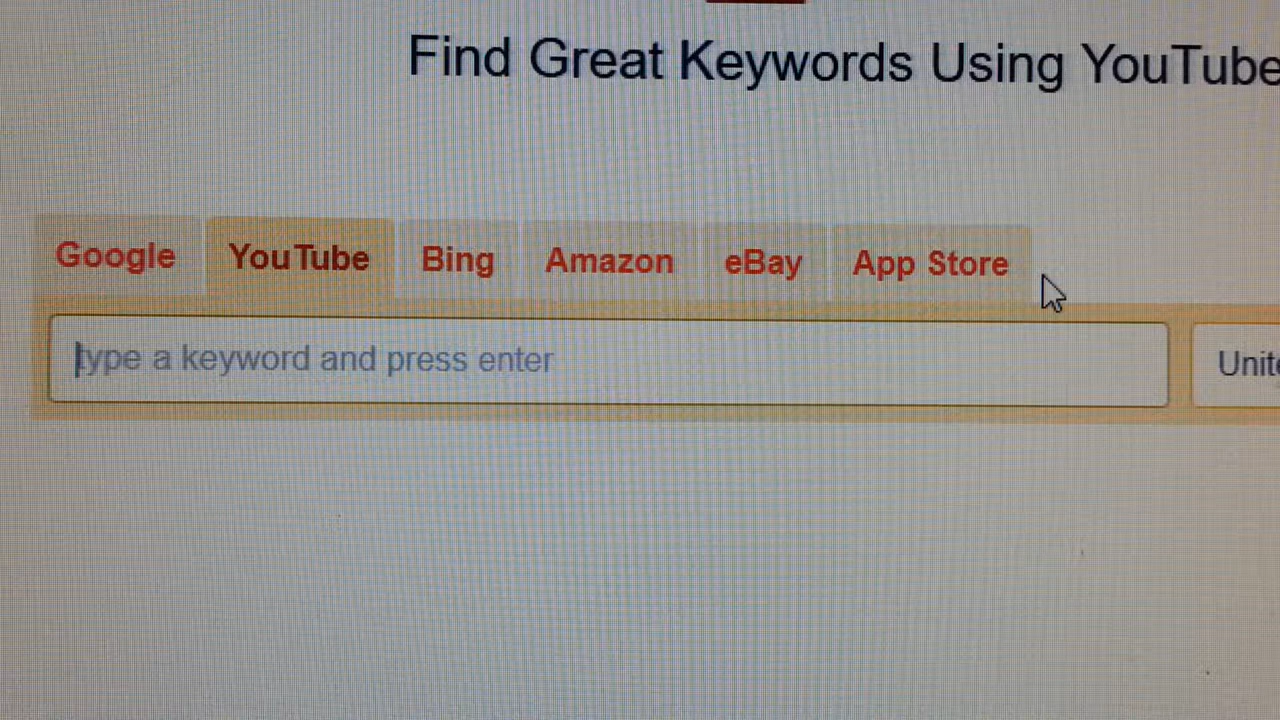 Find Great Keywords Using YouTube
Google YouTube Bing Amazon eBay App Store
type a keyword and press enter